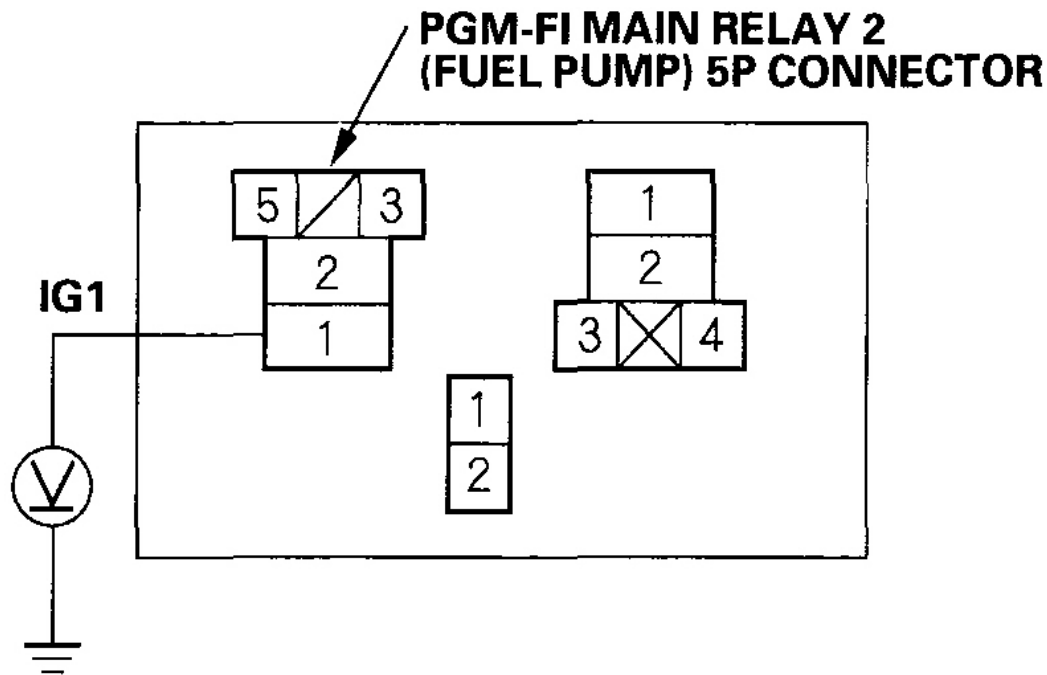 PGM-FI MAIN RELAY 2
(FUEL PUMP) 5P CONNECTOR
5 3
2
1
IG1
1
2
3 4
1
2
V